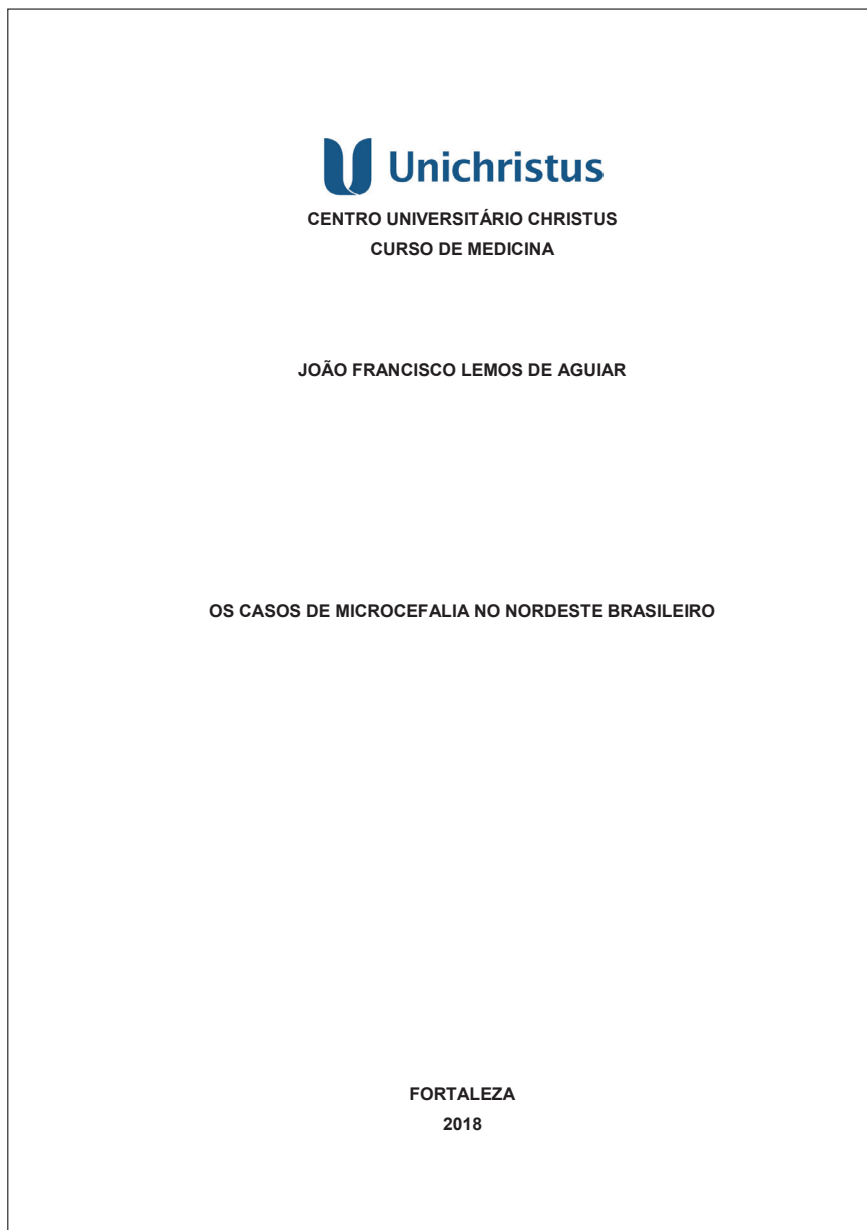 Unichristus
CENTRO UNIVERSITÁRIO CHRISTUS
CURSO DE MEDICINA
JOÃO FRANCISCO LEMOS DE AGUIAR
OS CASOS DE MICROCEFALIA NO NORDESTE BRASILEIRO
FORTALEZA
2018